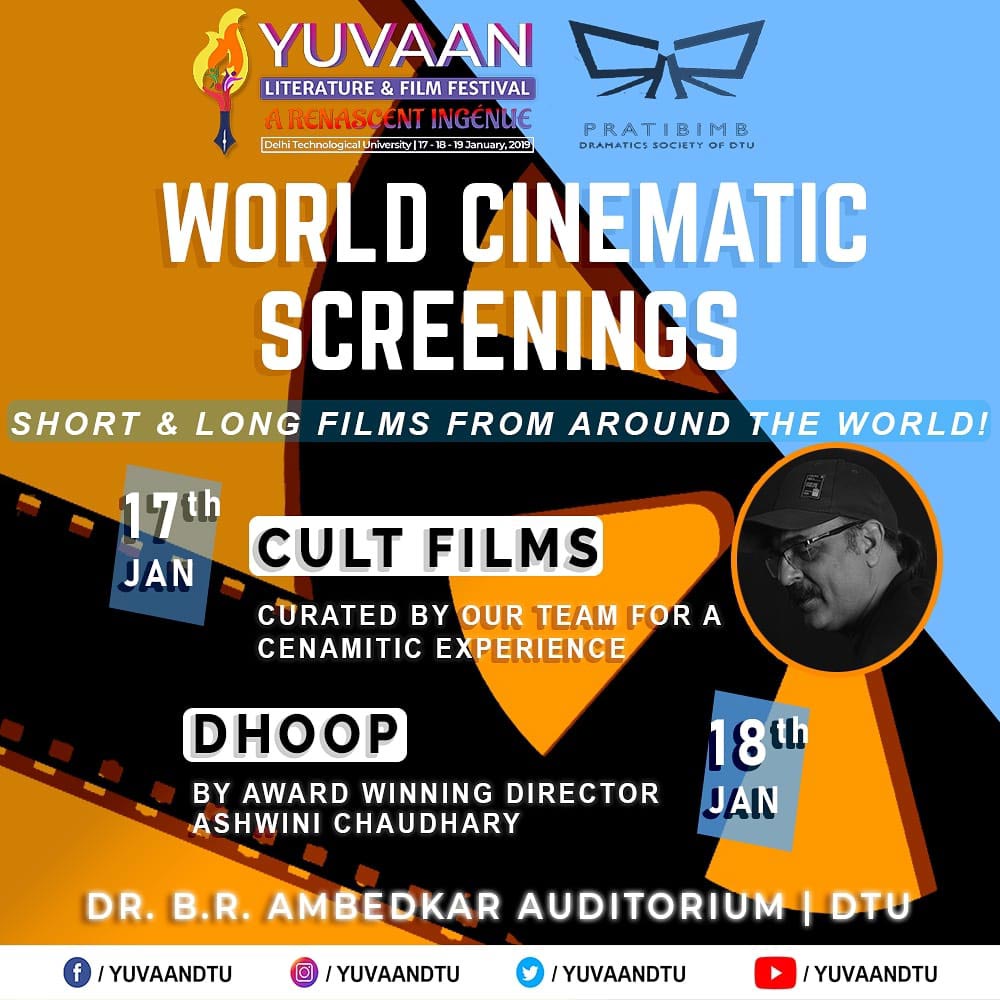 YUVAAN
LITERATURE & FILM FESTIVAL
A RENASCENT INGÉNUE
Delhi Technological University | 17 - 18 - 19 January, 2019
PRATIBIMB
DRAMATICS SOCIETY OF DTU
WORLD CINEMATIC
SCREENINGS
SHORT & LONG FILMS FROM AROUND THE WORLD!
17th
JAN
CULT FILMS
CURATED BY OUR TEAM FOR A
CENAMITIC EXPERIENCE
DHOOP
BY AWARD WINNING DIRECTOR
ASHWINI CHAUDHARY
18th
JAN
DR. B.R. AMBEDKAR AUDITORIUM | DTU
/ YUVAANDTU
/ YUVAANDTU
/ YUVAANDTU
/ YUVAANDTU